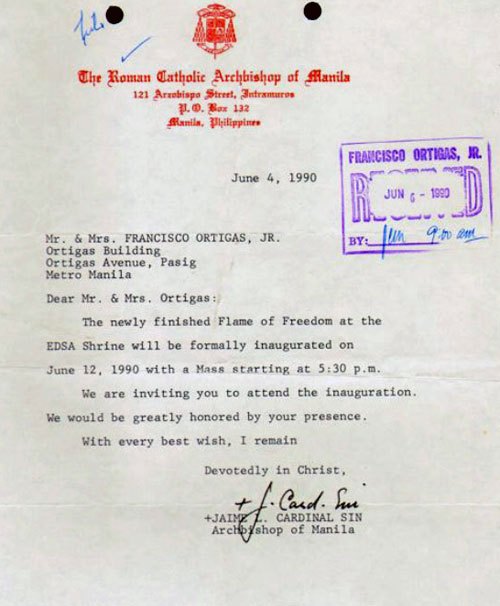 The Roman Catholic Archbishop of Manila
121 Arzobispo Street, Intramuros
P.O. Box 132
Manila, Philippines
FRANCISCO ORTIGAS, JR.
RECEIVED
JUN 6 - 1990
BY: 9:00 am
June 4, 1990
Mr. & Mrs. FRANCISCO ORTIGAS, JR.
Ortigas Building
Ortigas Avenue, Pasig
Metro Manila
Dear Mr. & Mrs. Ortigas:
The newly finished Flame of Freedom at the
EDSA Shrine will be formally inaugurated on
June 12, 1990 with a Mass starting at 5:30 p.m.
We are inviting you to attend the inauguration.
We would be greatly honored by your presence.
With every best wish, I remain
Devotedly in Christ,
+ J. Card. Sin
+JAIME L. CARDINAL SIN
Archbishop of Manila